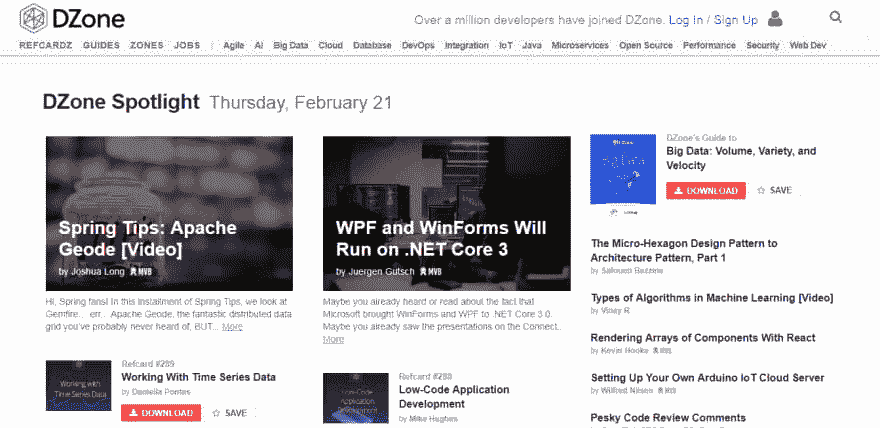 DZone
Over a million developers have joined DZone. Log In / Sign Up
REFCARDZ GUIDES ZONES JOBS | Agile AI Big Data Cloud Database DevOps Integration IoT Java Microservices Open Source Performance Security Web Dev
DZone Spotlight Thursday, February 21
Spring Tips: Apache
Geode [Video]
by Joshua Long MVB
Hi, Spring fans! In this installment of Spring Tips, we look at
Gemfire... err... Apache Geode, the fantastic distributed data
grid you've probably never heard of, BUT... More
Working with
Time Series Data
Refcard #289
Working With Time Series Data
by Daniella Pontes
DOWNLOAD SAVE
WPF and WinForms Will
Run on .NET Core 3
by Juergen Gutsch MVB
Maybe you already heard or read about the fact that
Microsoft brought WinForms and WPF to .NET Core 3.0.
Maybe you already saw the presentations on the Connect...
More
Low-Code
Application
Development
Refcard #288
Low-Code Application
Development
by Mike Hughes
DZone's Guide to
Big Data: Volume, Variety, and
Velocity
DOWNLOAD SAVE
The Micro-Hexagon Design Pattern to
Architecture Pattern, Part 1
by
Types of Algorithms in Machine Learning [Video]
by Vinay R
Rendering Arrays of Components With React
by Kevin Hooke MVB
Setting Up Your Own Arduino IoT Cloud Server
by Wilfred Nilsen MVB
Pesky Code Review Comments